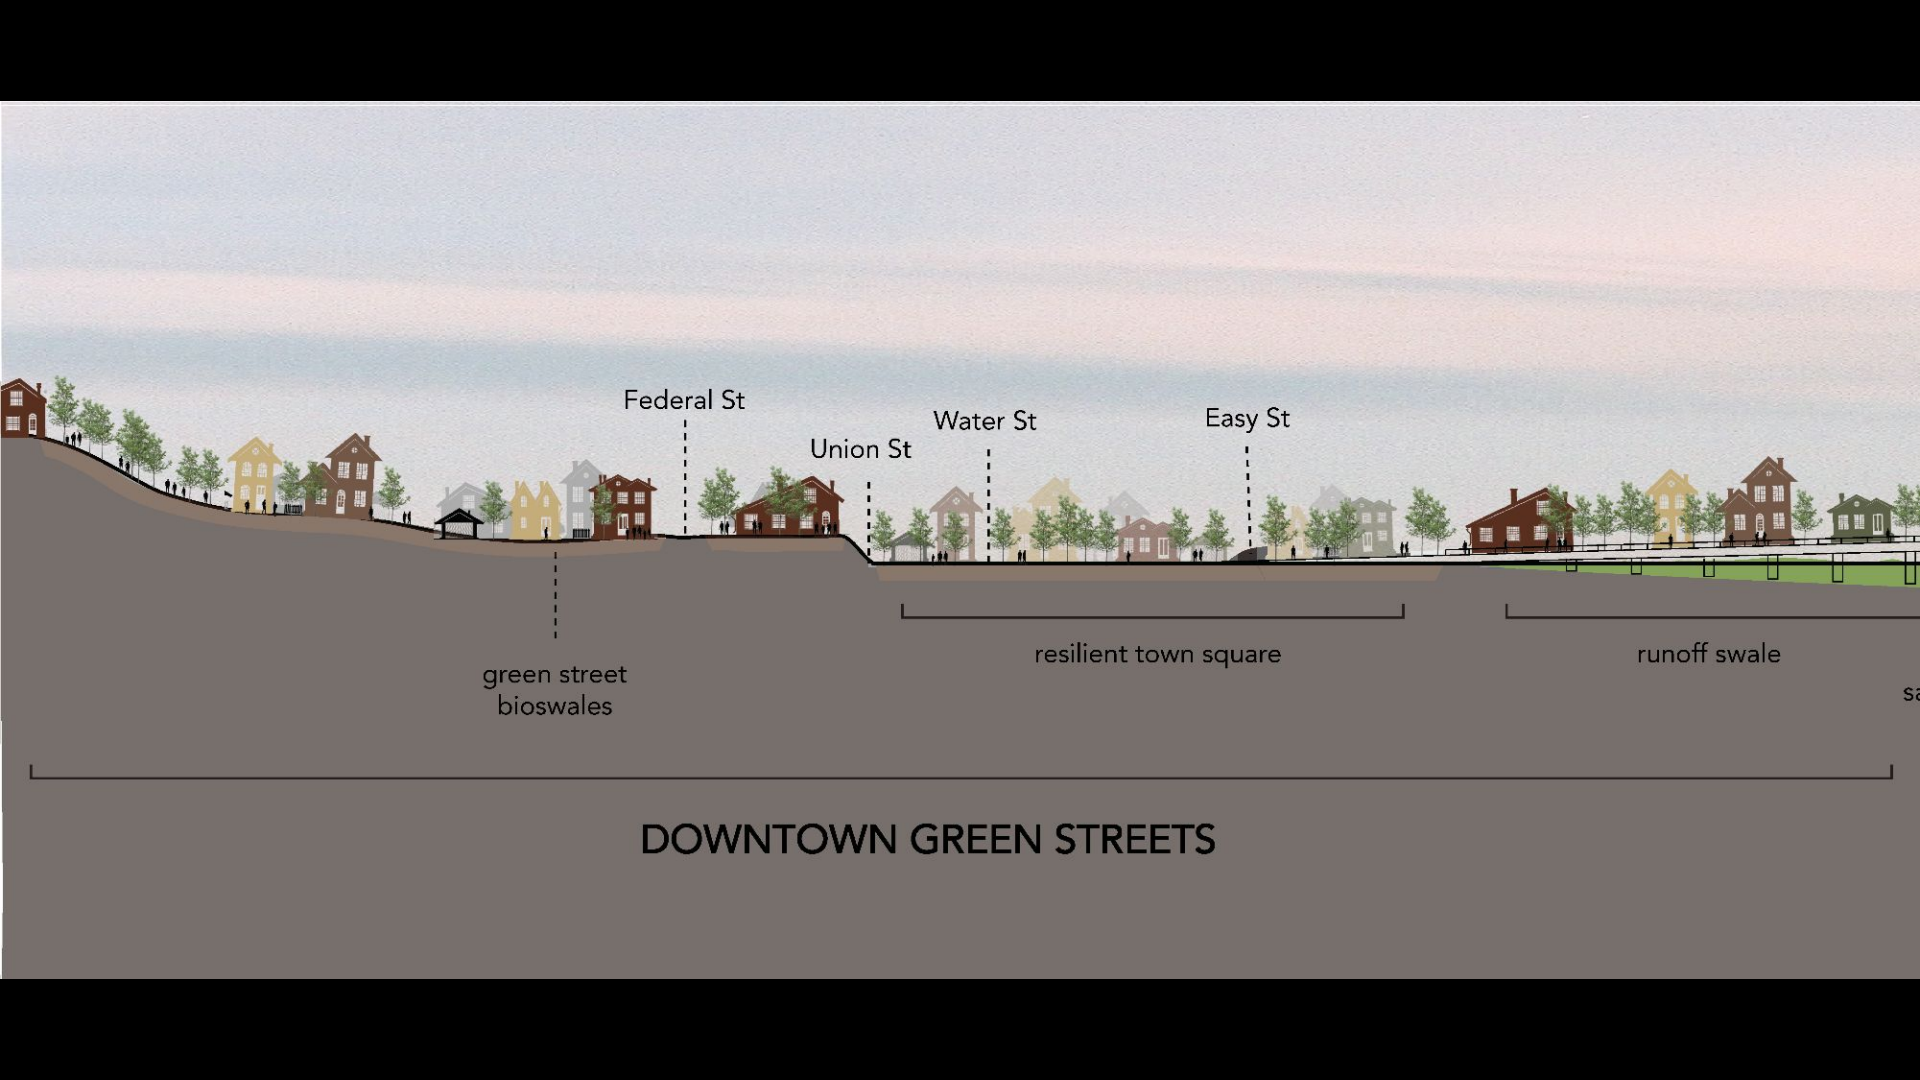 Federal St
Union St
Water St
Easy St
green street
bioswales
resilient town square
runoff swale
DOWNTOWN GREEN STREETS